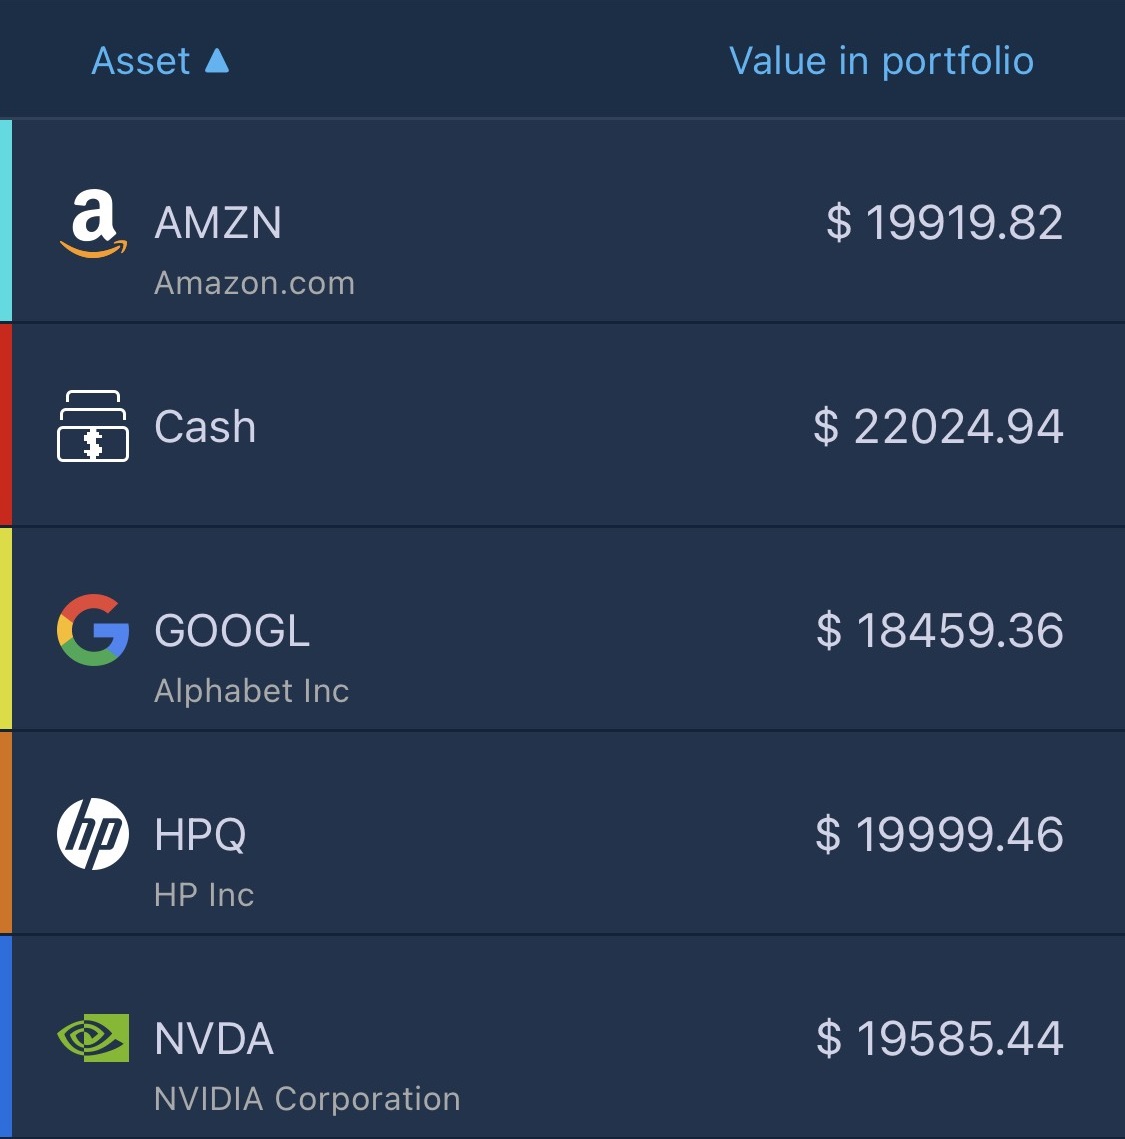 Asset ▲ Value in portfolio
AMZN $ 19919.82
Amazon.com
Cash $ 22024.94
GOOGL $ 18459.36
Alphabet Inc
HPQ $ 19999.46
HP Inc
NVDA $ 19585.44
NVIDIA Corporation